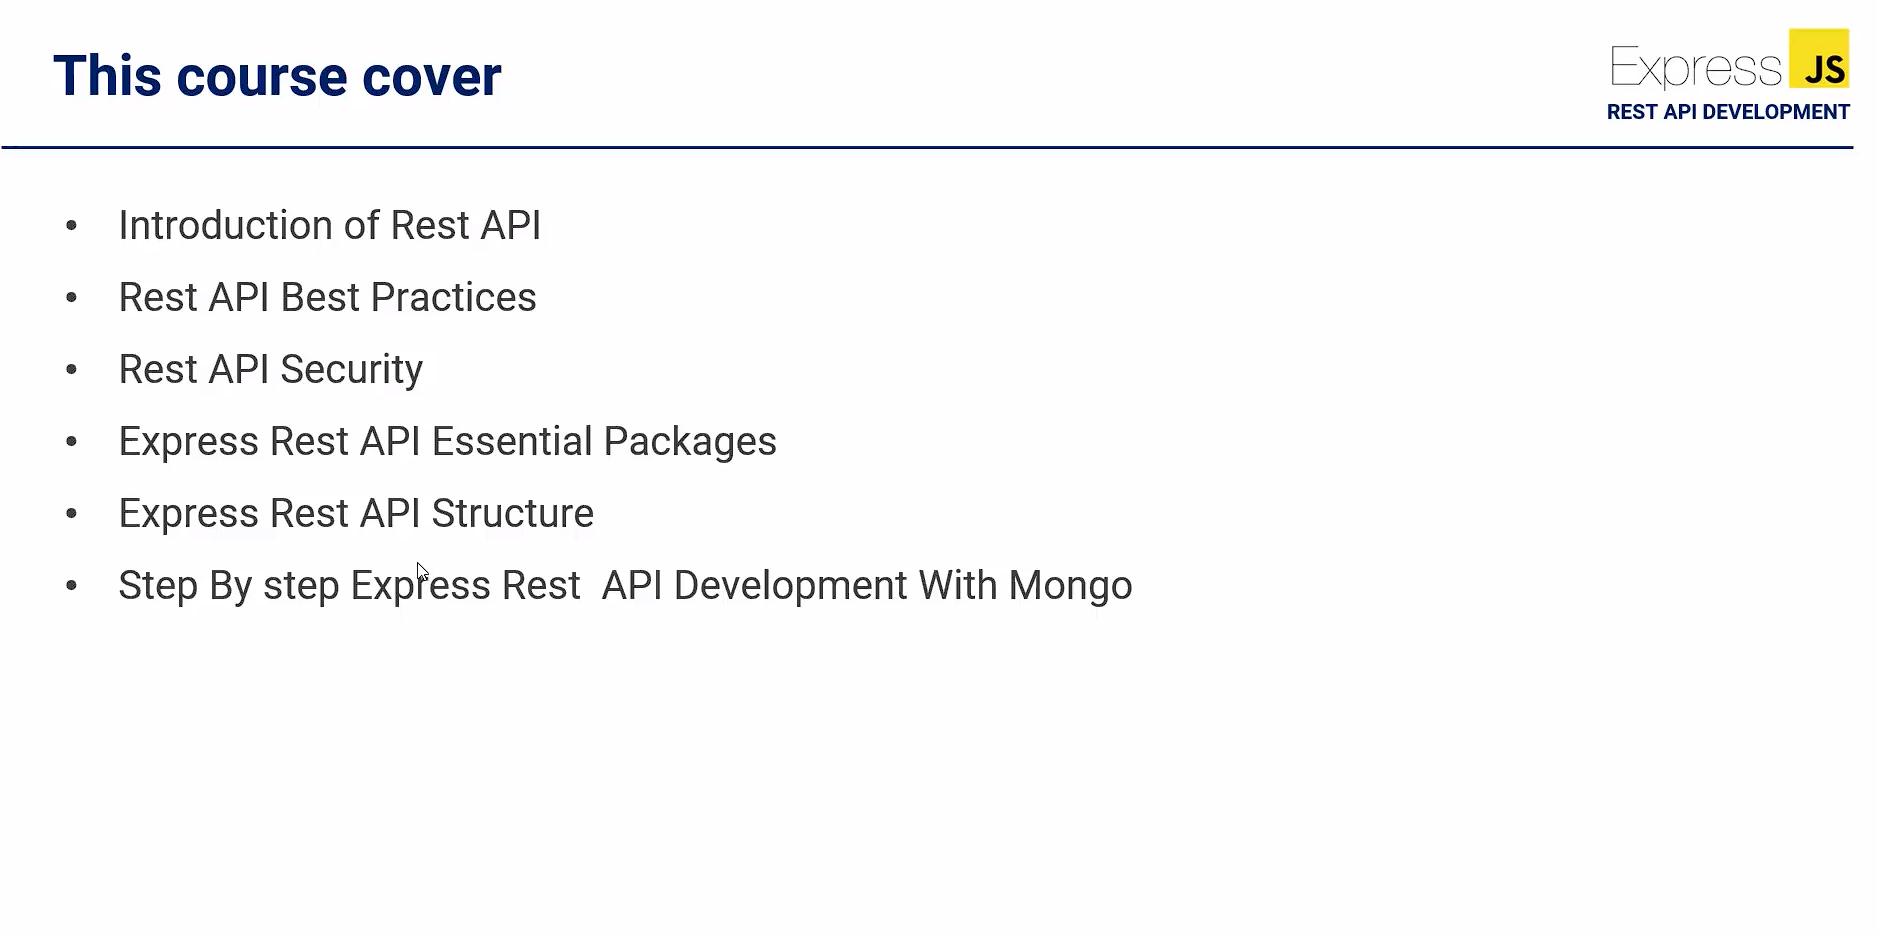 This course cover
Express JS
REST API DEVELOPMENT
• Introduction of Rest API
• Rest API Best Practices
• Rest API Security
• Express Rest API Essential Packages
• Express Rest API Structure
• Step By step Express Rest  API Development With Mongo